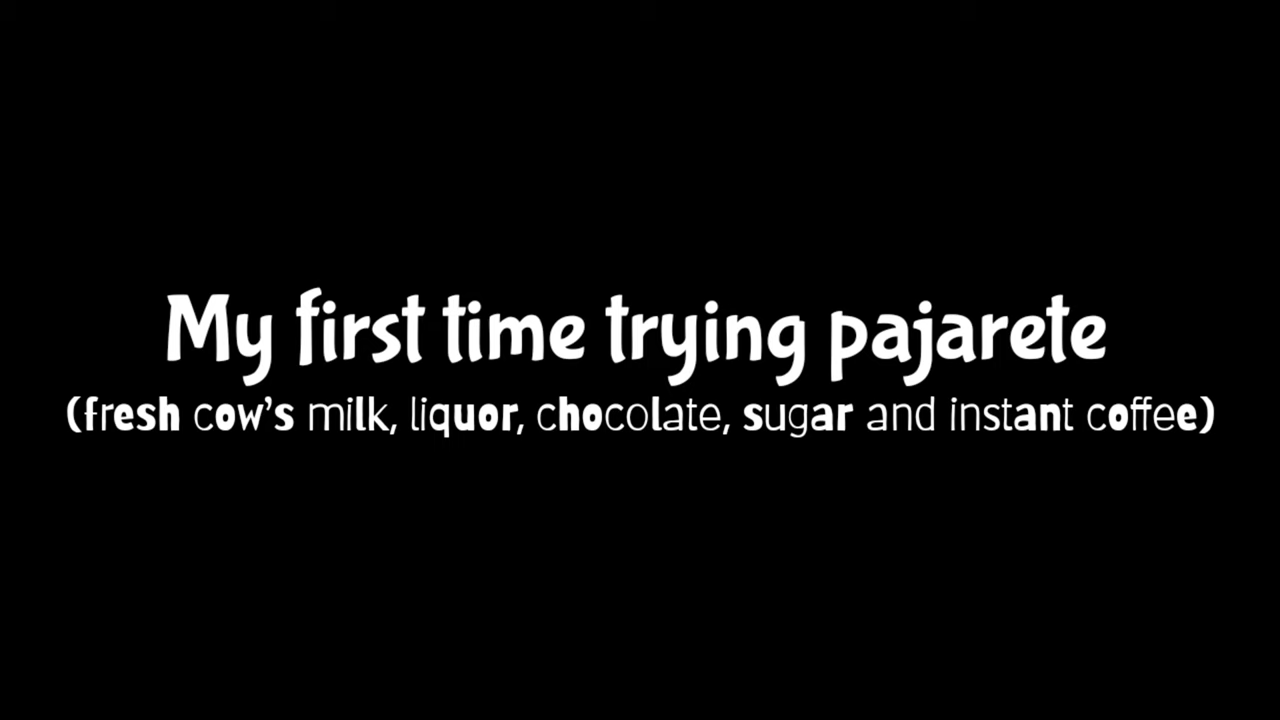 My first time trying pajarete
(fresh cow's milk, liquor, chocolate, sugar and instant coffee)